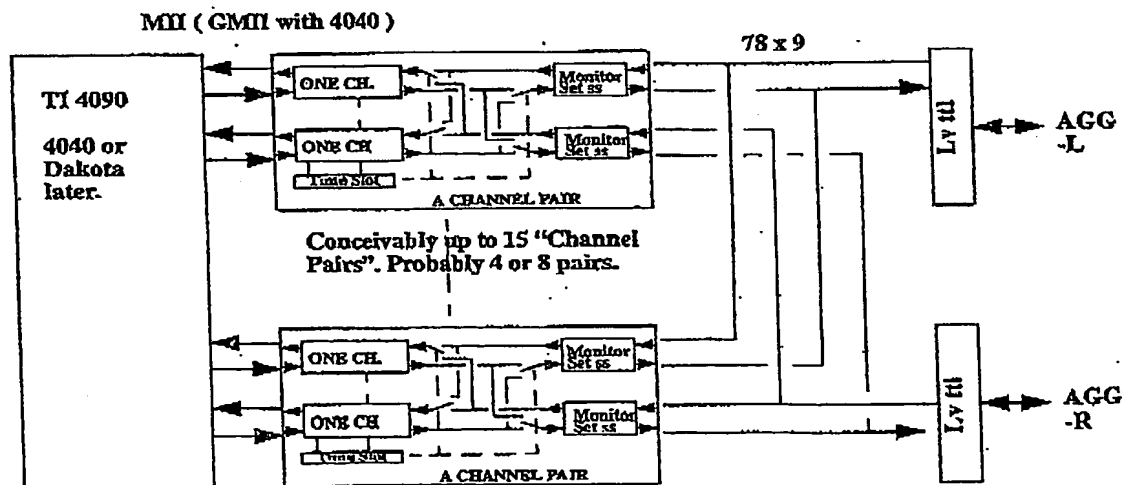 MII ( GMII with 4040 )
78 x 9
TI 4090
4040 or
Dakota
later.
ONE CH.
Monitor
Set ss
ONE CH
Monitor
Set ss
Time Slot
A CHANNEL PAIR
Lv ttl
AGG
-L
Conceivably up to 15 “Channel
Pairs”. Probably 4 or 8 pairs.
ONE CH.
Monitor
Set ss
ONE CH
Monitor
Set ss
Time Slot
A CHANNEL PAIR
Lv ttl
AGG
-R